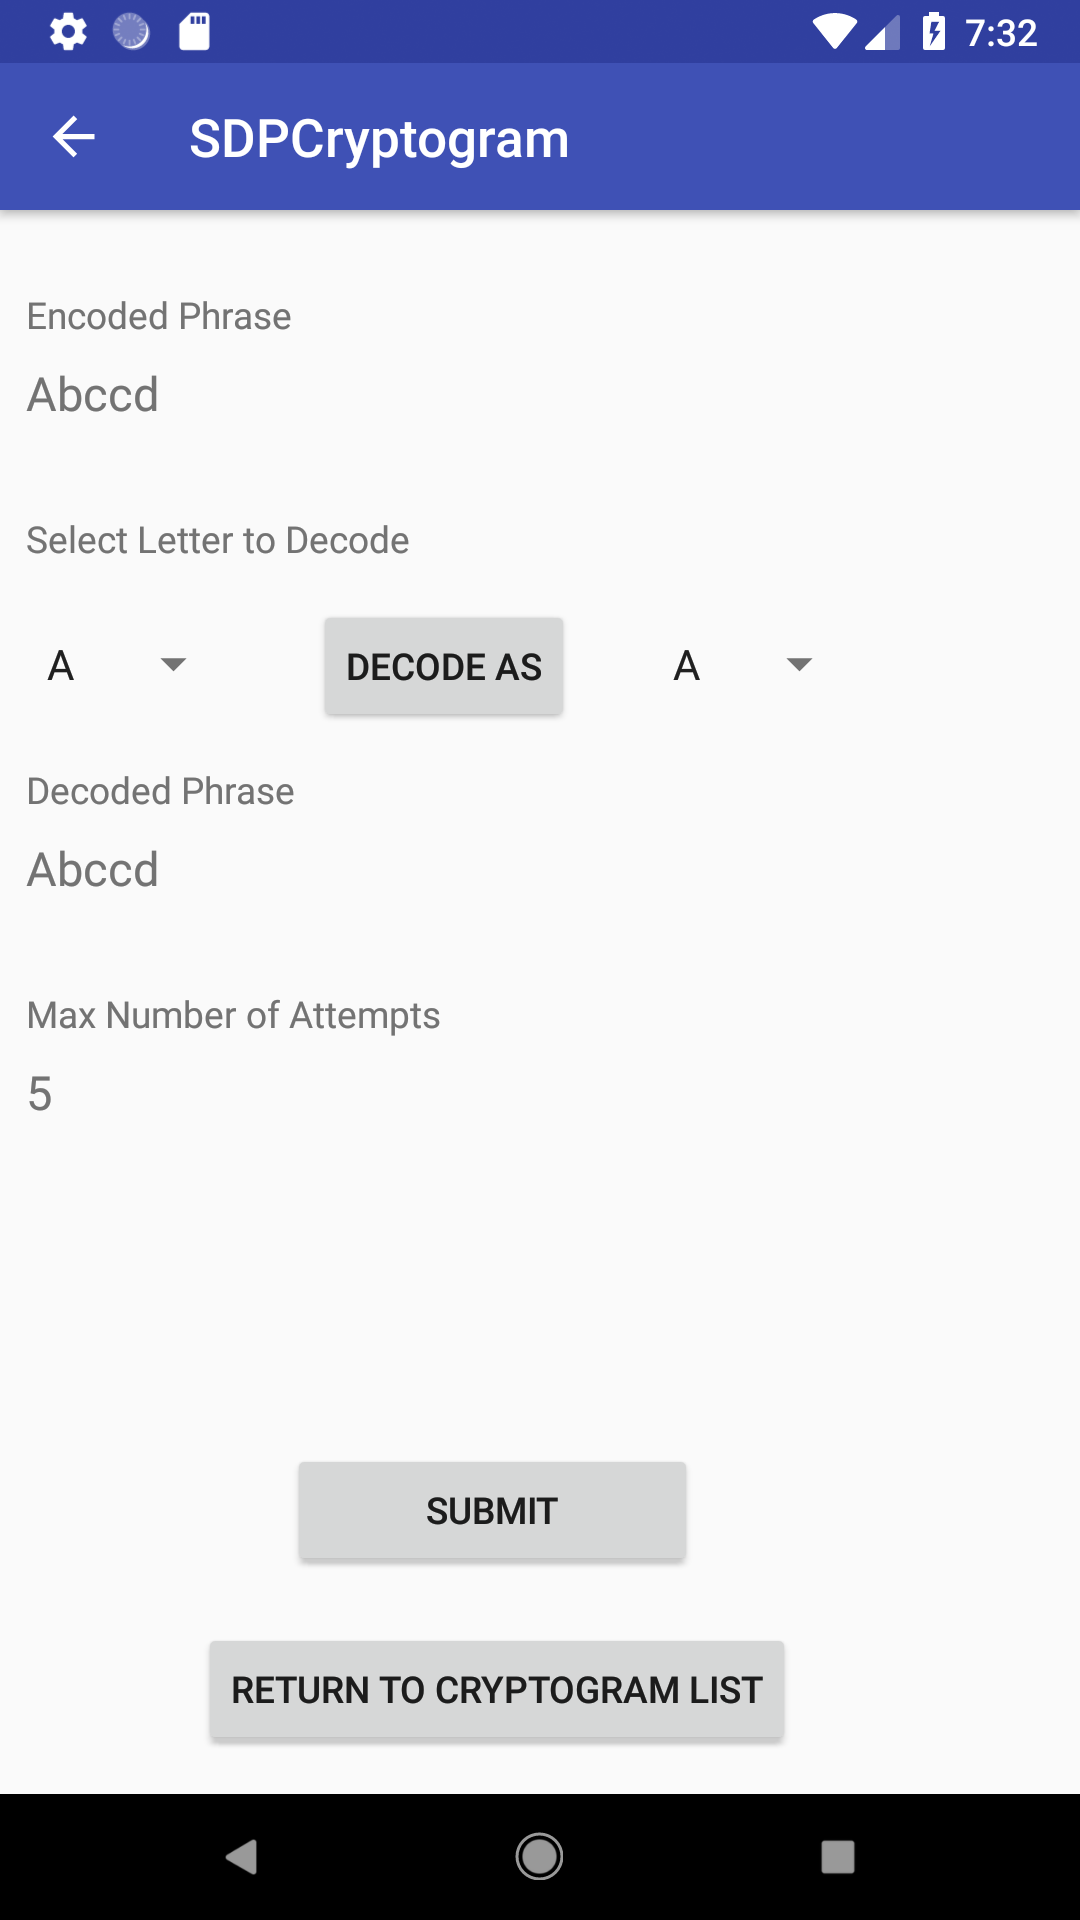 7:32
SDPCryptogram
Encoded Phrase
Abccd
Select Letter to Decode
A DECODE AS A
Decoded Phrase
Abccd
Max Number of Attempts
5
SUBMIT
RETURN TO CRYPTOGRAM LIST